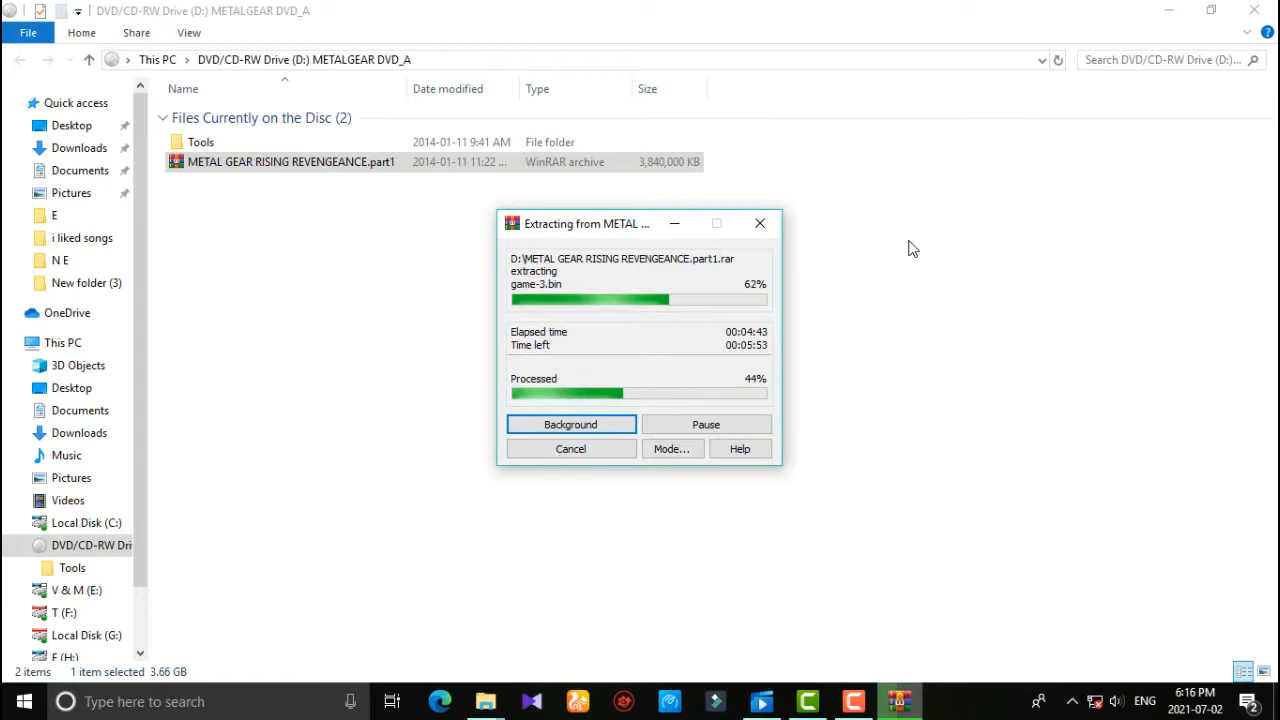 DVD/CD-RW Drive (D:) METALGEAR DVD_A
File Home Share View
This PC DVD/CD-RW Drive (D:) METALGEAR DVD_A
Search DVD/CD-RW Drive (D:)...
Name Date modified Type Size
Files Currently on the Disc (2)
Tools 2014-01-11 9:41 AM File folder
METAL GEAR RISING REVENGEANCE.part1 2014-01-11 11:22 ... WinRAR archive 3,840,000 KB
Quick access
Desktop
Downloads
Documents
Pictures
E
i liked songs
N E
New folder (3)
OneDrive
This PC
3D Objects
Desktop
Documents
Downloads
Music
Pictures
Videos
Local Disk (C:)
DVD/CD-RW Dri
Tools
V & M (E:)
T (F:)
Local Disk (G:)
F (H:)
Extracting from METAL ...
D:\METAL GEAR RISING REVENGEANCE.part1.rar
extracting
game-3.bin 62%
Elapsed time 00:04:43
Time left 00:05:53
Processed 44%
Background Pause
Cancel Mode... Help
2 items 1 item selected 3.66 GB
Type here to search
ENG
6:16 PM
2021-07-02
2